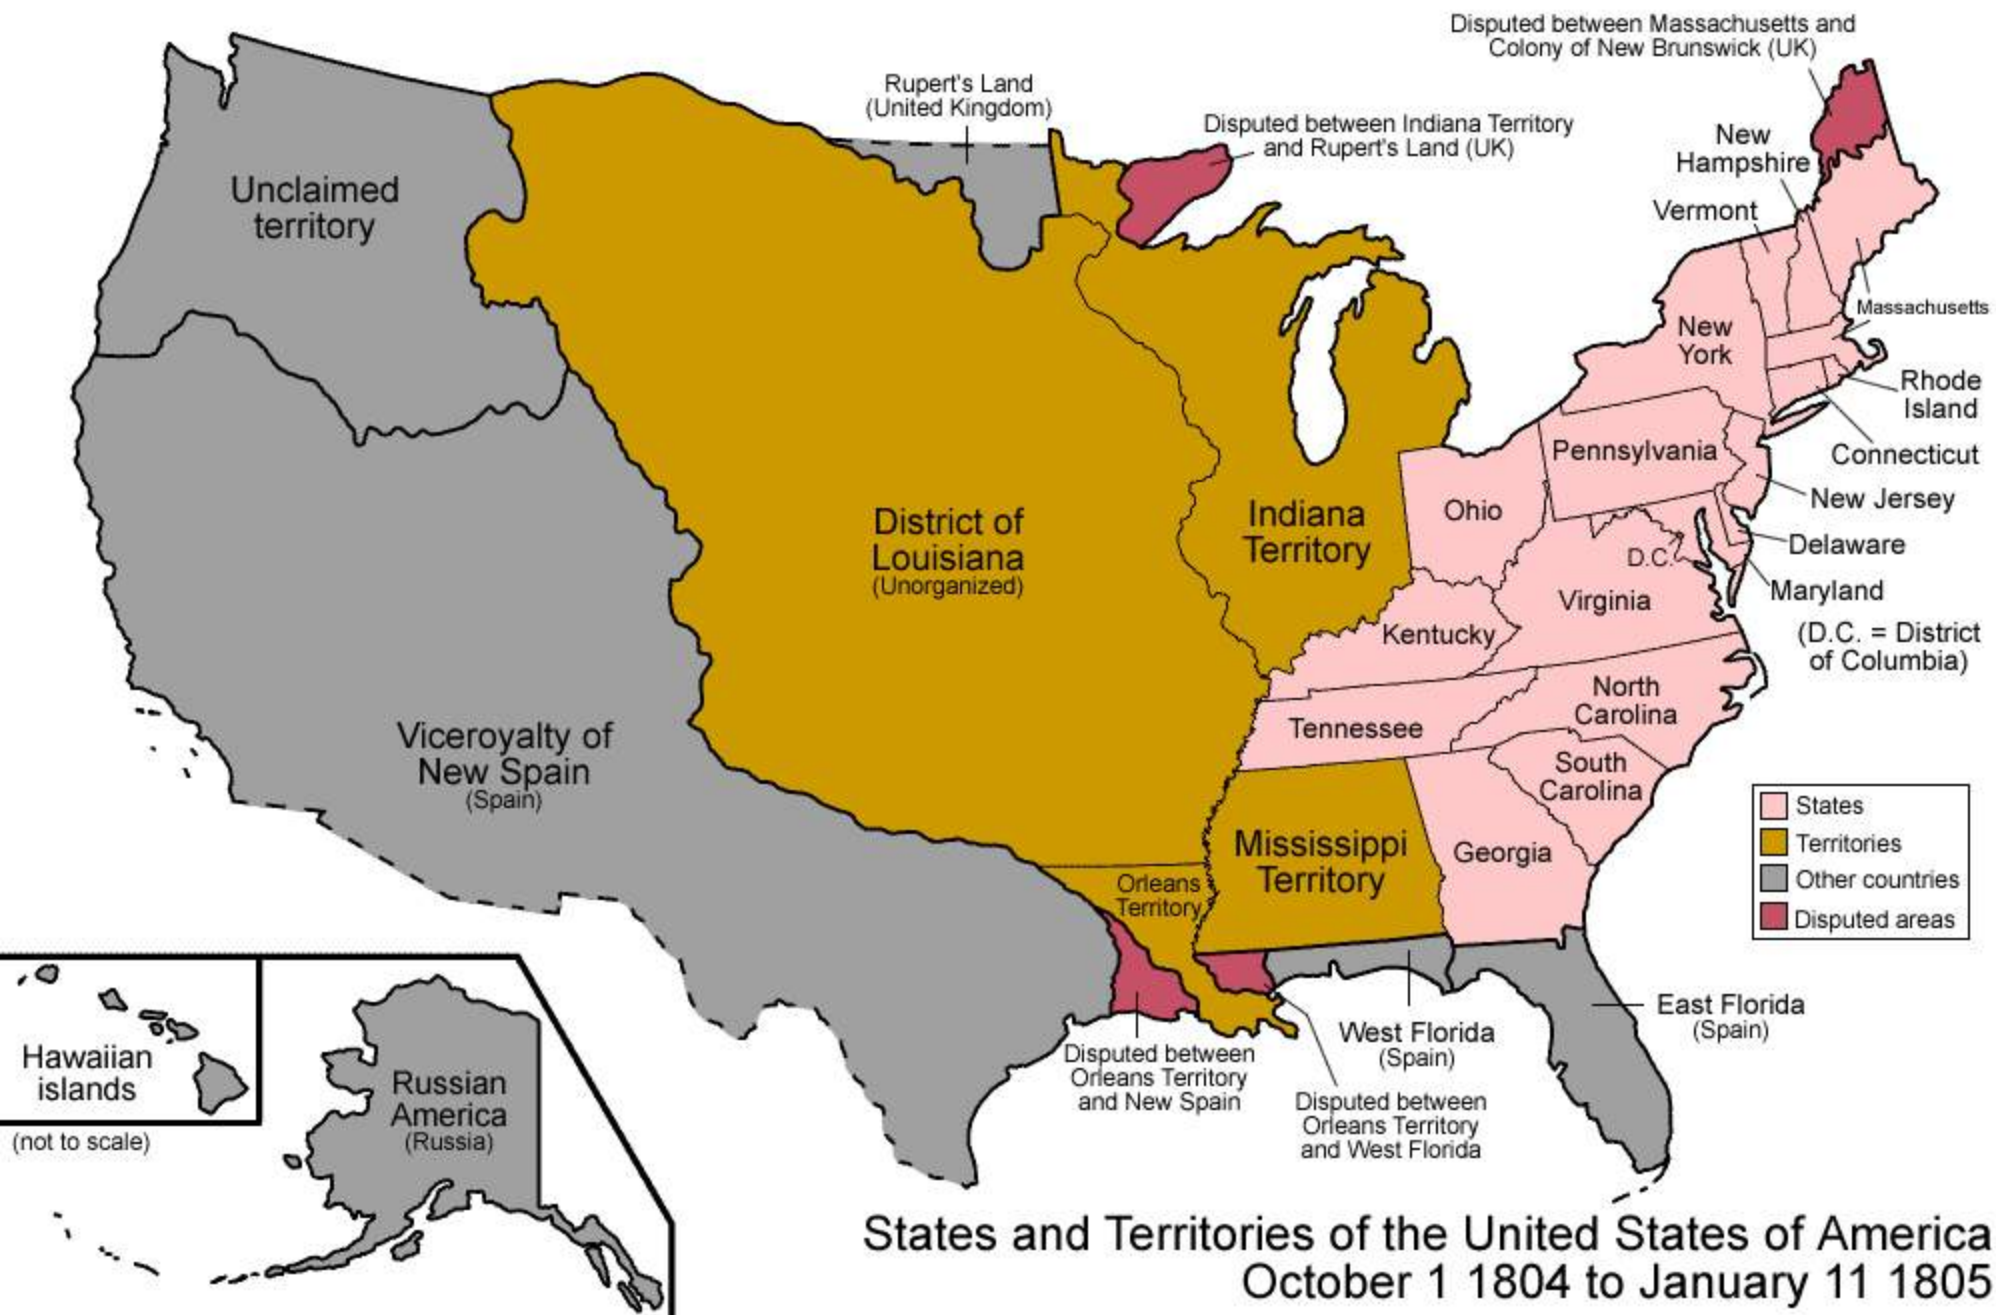 Disputed between Massachusetts and
Colony of New Brunswick (UK)
Rupert's Land
(United Kingdom)
Disputed between Indiana Territory
and Rupert's Land (UK)
New
Hampshire
Vermont
Unclaimed
territory
Massachusetts
New
York
Rhode
Island
Pennsylvania
Connecticut
New Jersey
Ohio
District of
Louisiana
(Unorganized)
Indiana
Territory
Delaware
D.C.
Maryland
Virginia
Kentucky
(D.C. = District
of Columbia)
North
Carolina
Tennessee
Viceroyalty of
New Spain
(Spain)
South
Carolina
States
Territories
Other countries
Disputed areas
Mississippi
Territory
Georgia
Orleans
Territory
East Florida
(Spain)
West Florida
(Spain)
Disputed between
Orleans Territory
and New Spain
Disputed between
Orleans Territory
and West Florida
Hawaiian
islands
(not to scale)
Russian
America
(Russia)
States and Territories of the United States of America
October 1 1804 to January 11 1805